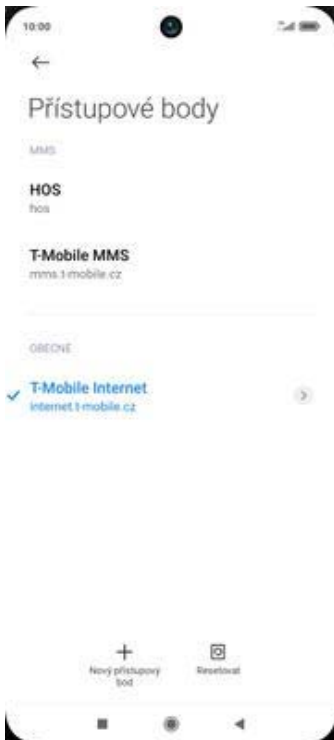 10:00
Přístupové body
MMS
HOS
hos
T-Mobile MMS
mms.t-mobile.cz
OBECNÉ
T-Mobile Internet
internet.t-mobile.cz
Nový přístupový
bod
Resetovat